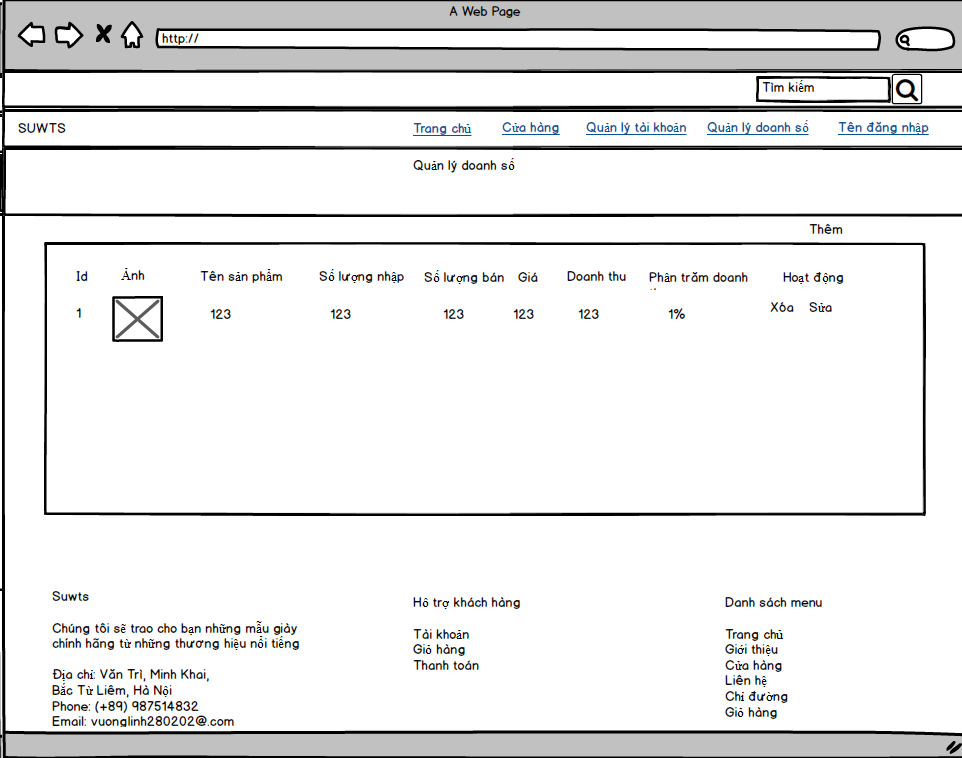 A Web Page
http://
Tìm kiếm
SUWTS
Trang chủ
Cửa hàng
Quản lý tài khoản
Quản lý doanh số
Tên đăng nhập
Quản lý doanh số
Thêm
Id
Ảnh
Tên sản phẩm
Số lượng nhập
Số lượng bán
Giá
Doanh thu
Phần trăm doanh
Hoạt động
1
123
123
123
123
123
1%
Xóa
Sửa
Suwts
Chúng tôi sẽ trao cho bạn những mẫu giày
chính hãng từ những thương hiệu nổi tiếng
Địa chỉ: Văn Trì, Minh Khai,
Bắc Từ Liêm, Hà Nội
Phone: (+89) 987514832
Email: vuonglinh280202@.com
Hỗ trợ khách hàng
Tài khoản
Giỏ hàng
Thanh toán
Danh sách menu
Trang chủ
Giới thiệu
Cửa hàng
Liên hệ
Chỉ đường
Giỏ hàng